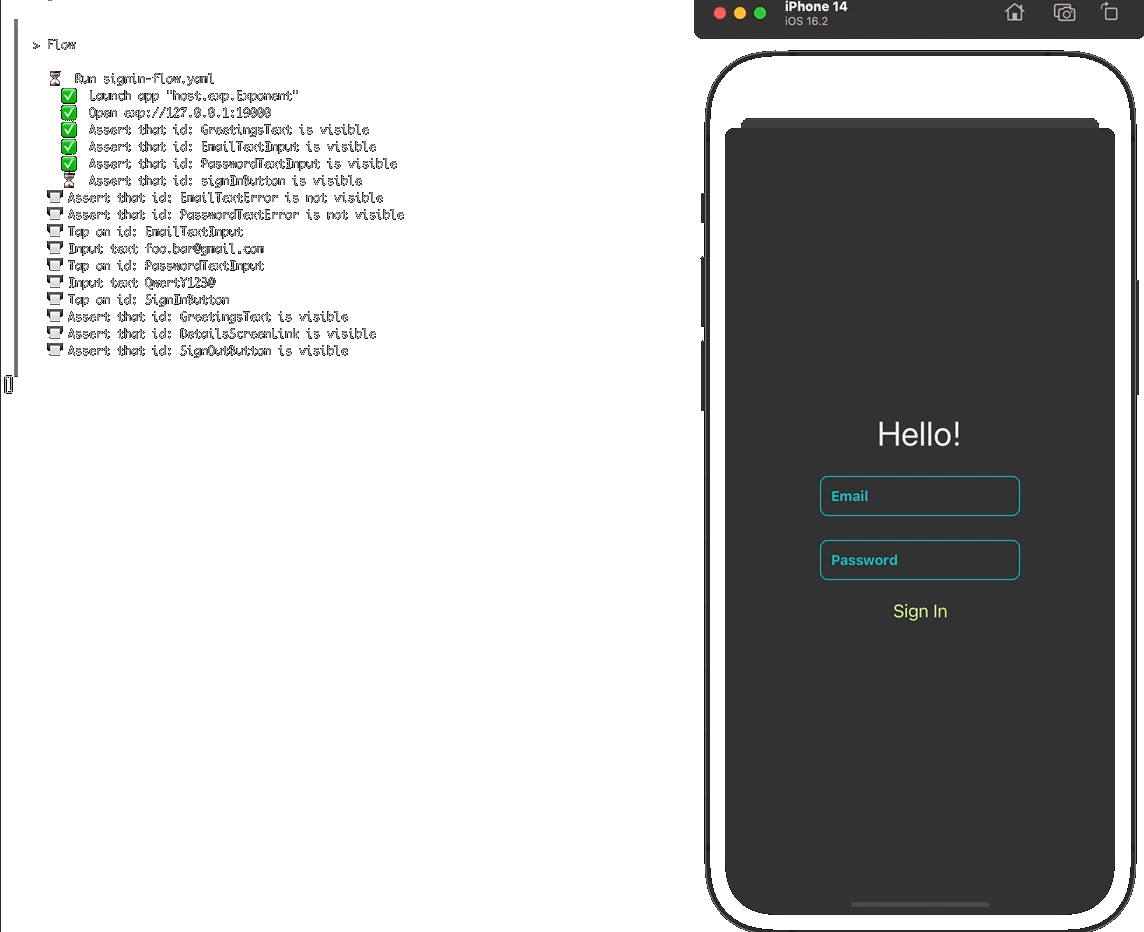 > Flow
Run signin-flow.yaml
Launch app "host.exp.Exponent"
Open exp://127.0.0.1:19000
Assert that id: GreetingsText is visible
Assert that id: EmailTextInput is visible
Assert that id: PasswordTextInput is visible
Assert that id: signInButton is visible
Assert that id: EmailTextError is not visible
Assert that id: PasswordTextError is not visible
Tap on id: EmailTextInput
Input text foo.bar@gmail.com
Tap on id: PasswordTextInput
Input text QwertY123@
Tap on id: SignInButton
Assert that id: GreetingsText is visible
Assert that id: DetailsScreenLink is visible
Assert that id: SignOutButton is visible
iPhone 14
iOS 16.2
Hello!
Email
Password
Sign In